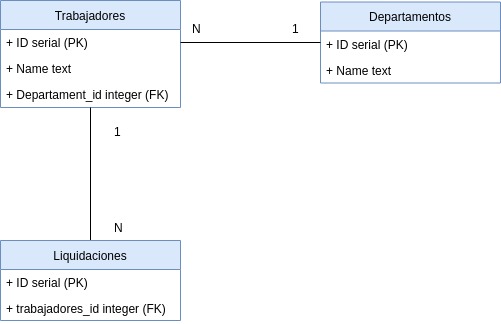 Trabajadores
+ ID serial (PK)
+ Name text
+ Departament_id integer (FK)
N
1
Departamentos
+ ID serial (PK)
+ Name text
1
N
Liquidaciones
+ ID serial (PK)
+ trabajadores_id integer (FK)